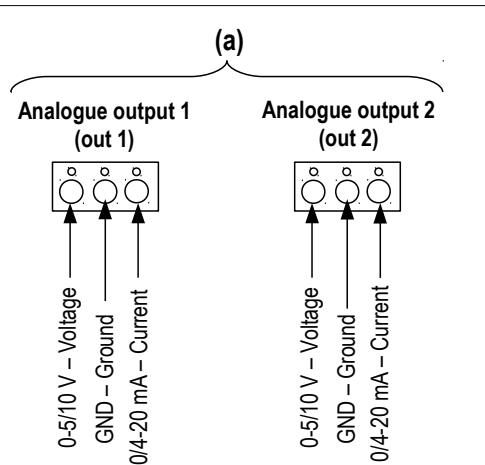 (a)
Analogue output 1
(out 1)
Analogue output 2
(out 2)
0-5/10 V – Voltage
GND – Ground
0/4-20 mA – Current
0-5/10 V – Voltage
GND – Ground
0/4-20 mA – Current